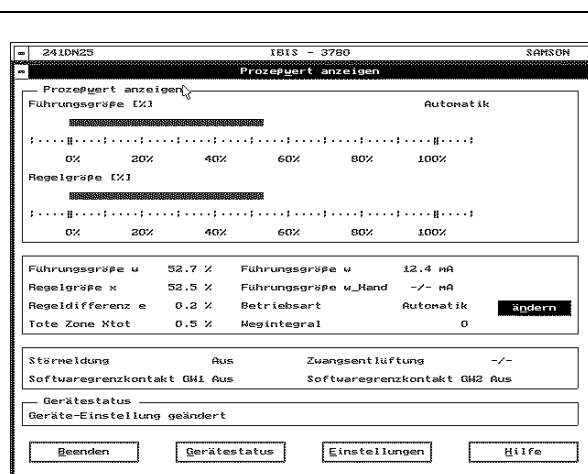 241DN25 IBIS - 3780 SAMSON
Prozeßwert anzeigen
Prozeßwert anzeigen
Führungsgröße [%] Automatik
0% 20% 40% 60% 80% 100%
Regelgröße [%]
0% 20% 40% 60% 80% 100%
Führungsgröße w 52.7 % Führungsgröße w 12.4 mA
Regelgröße x 52.5 % Führungsgröße w_Hand -/- mA
Regeldifferenz e 0.2 % Betriebsart Automatik ändern
Tote Zone Xtot 0.5 % Wegintegral 0
Störmeldung Aus Zwangsentlüftung -/-
Softwaregrenzkontakt GW1 Aus Softwaregrenzkontakt GW2 Aus
Gerätestatus
Geräte-Einstellung geändert
Beenden Gerätestatus Einstellungen Hilfe